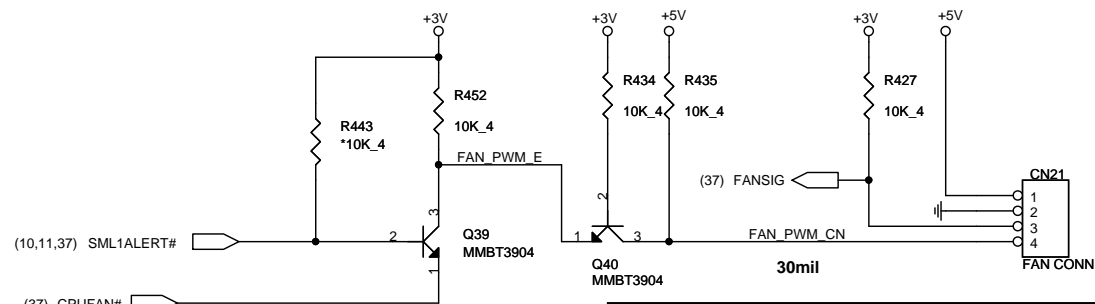 +3V
+3V
+5V
+3V
+5V
R452
10K_4
R443
*10K_4
R434
10K_4
R435
10K_4
R427
10K_4
FAN_PWM_E
(37) FANSIG
CN21
1
2
3
4
FAN CONN
2
3
(10,11,37) SML1ALERT#
2
Q39
MMBT3904
1
1
3
FAN_PWM_CN
30mil
Q40
MMBT3904
(37) CPUFAN#